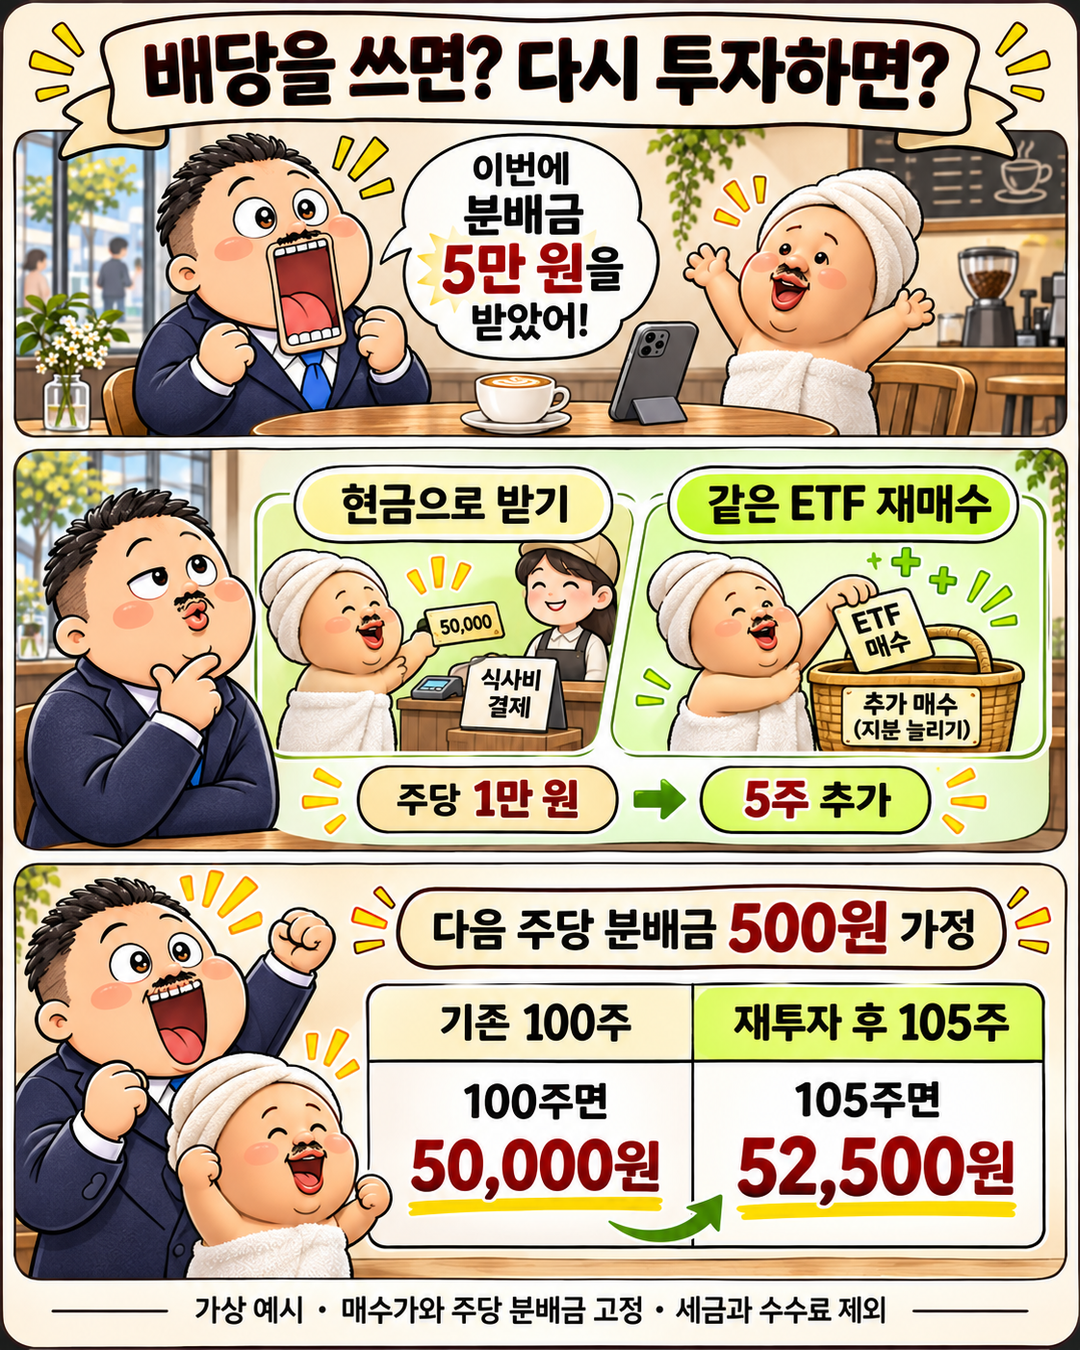 배당을 쓰면? 다시 투자하면?
이번에
분배금
5만 원을
받았어!
현금으로 받기
같은 ETF 재매수
50,000
식사비
결제
ETF
매수
추가 매수
(지분 늘리기)
주당 1만 원
5주 추가
다음 주당 분배금 500원 가정
기존 100주
재투자 후 105주
100주면
50,000원
105주면
52,500원
가상 예시 • 매수가와 주당 분배금 고정 • 세금과 수수료 제외